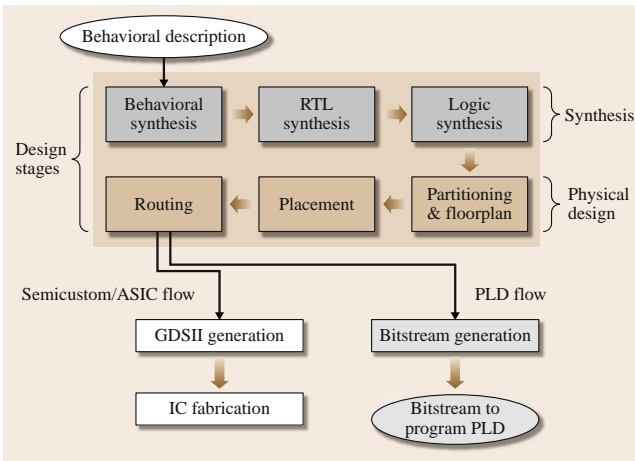 Behavioral description
Behavioral
synthesis
RTL
synthesis
Logic
synthesis
Synthesis
Design
stages
Routing
Placement
Partitioning
& floorplan
Physical
design
Semicustom/ASIC flow
PLD flow
GDSII generation
Bitstream generation
IC fabrication
Bitstream to
program PLD